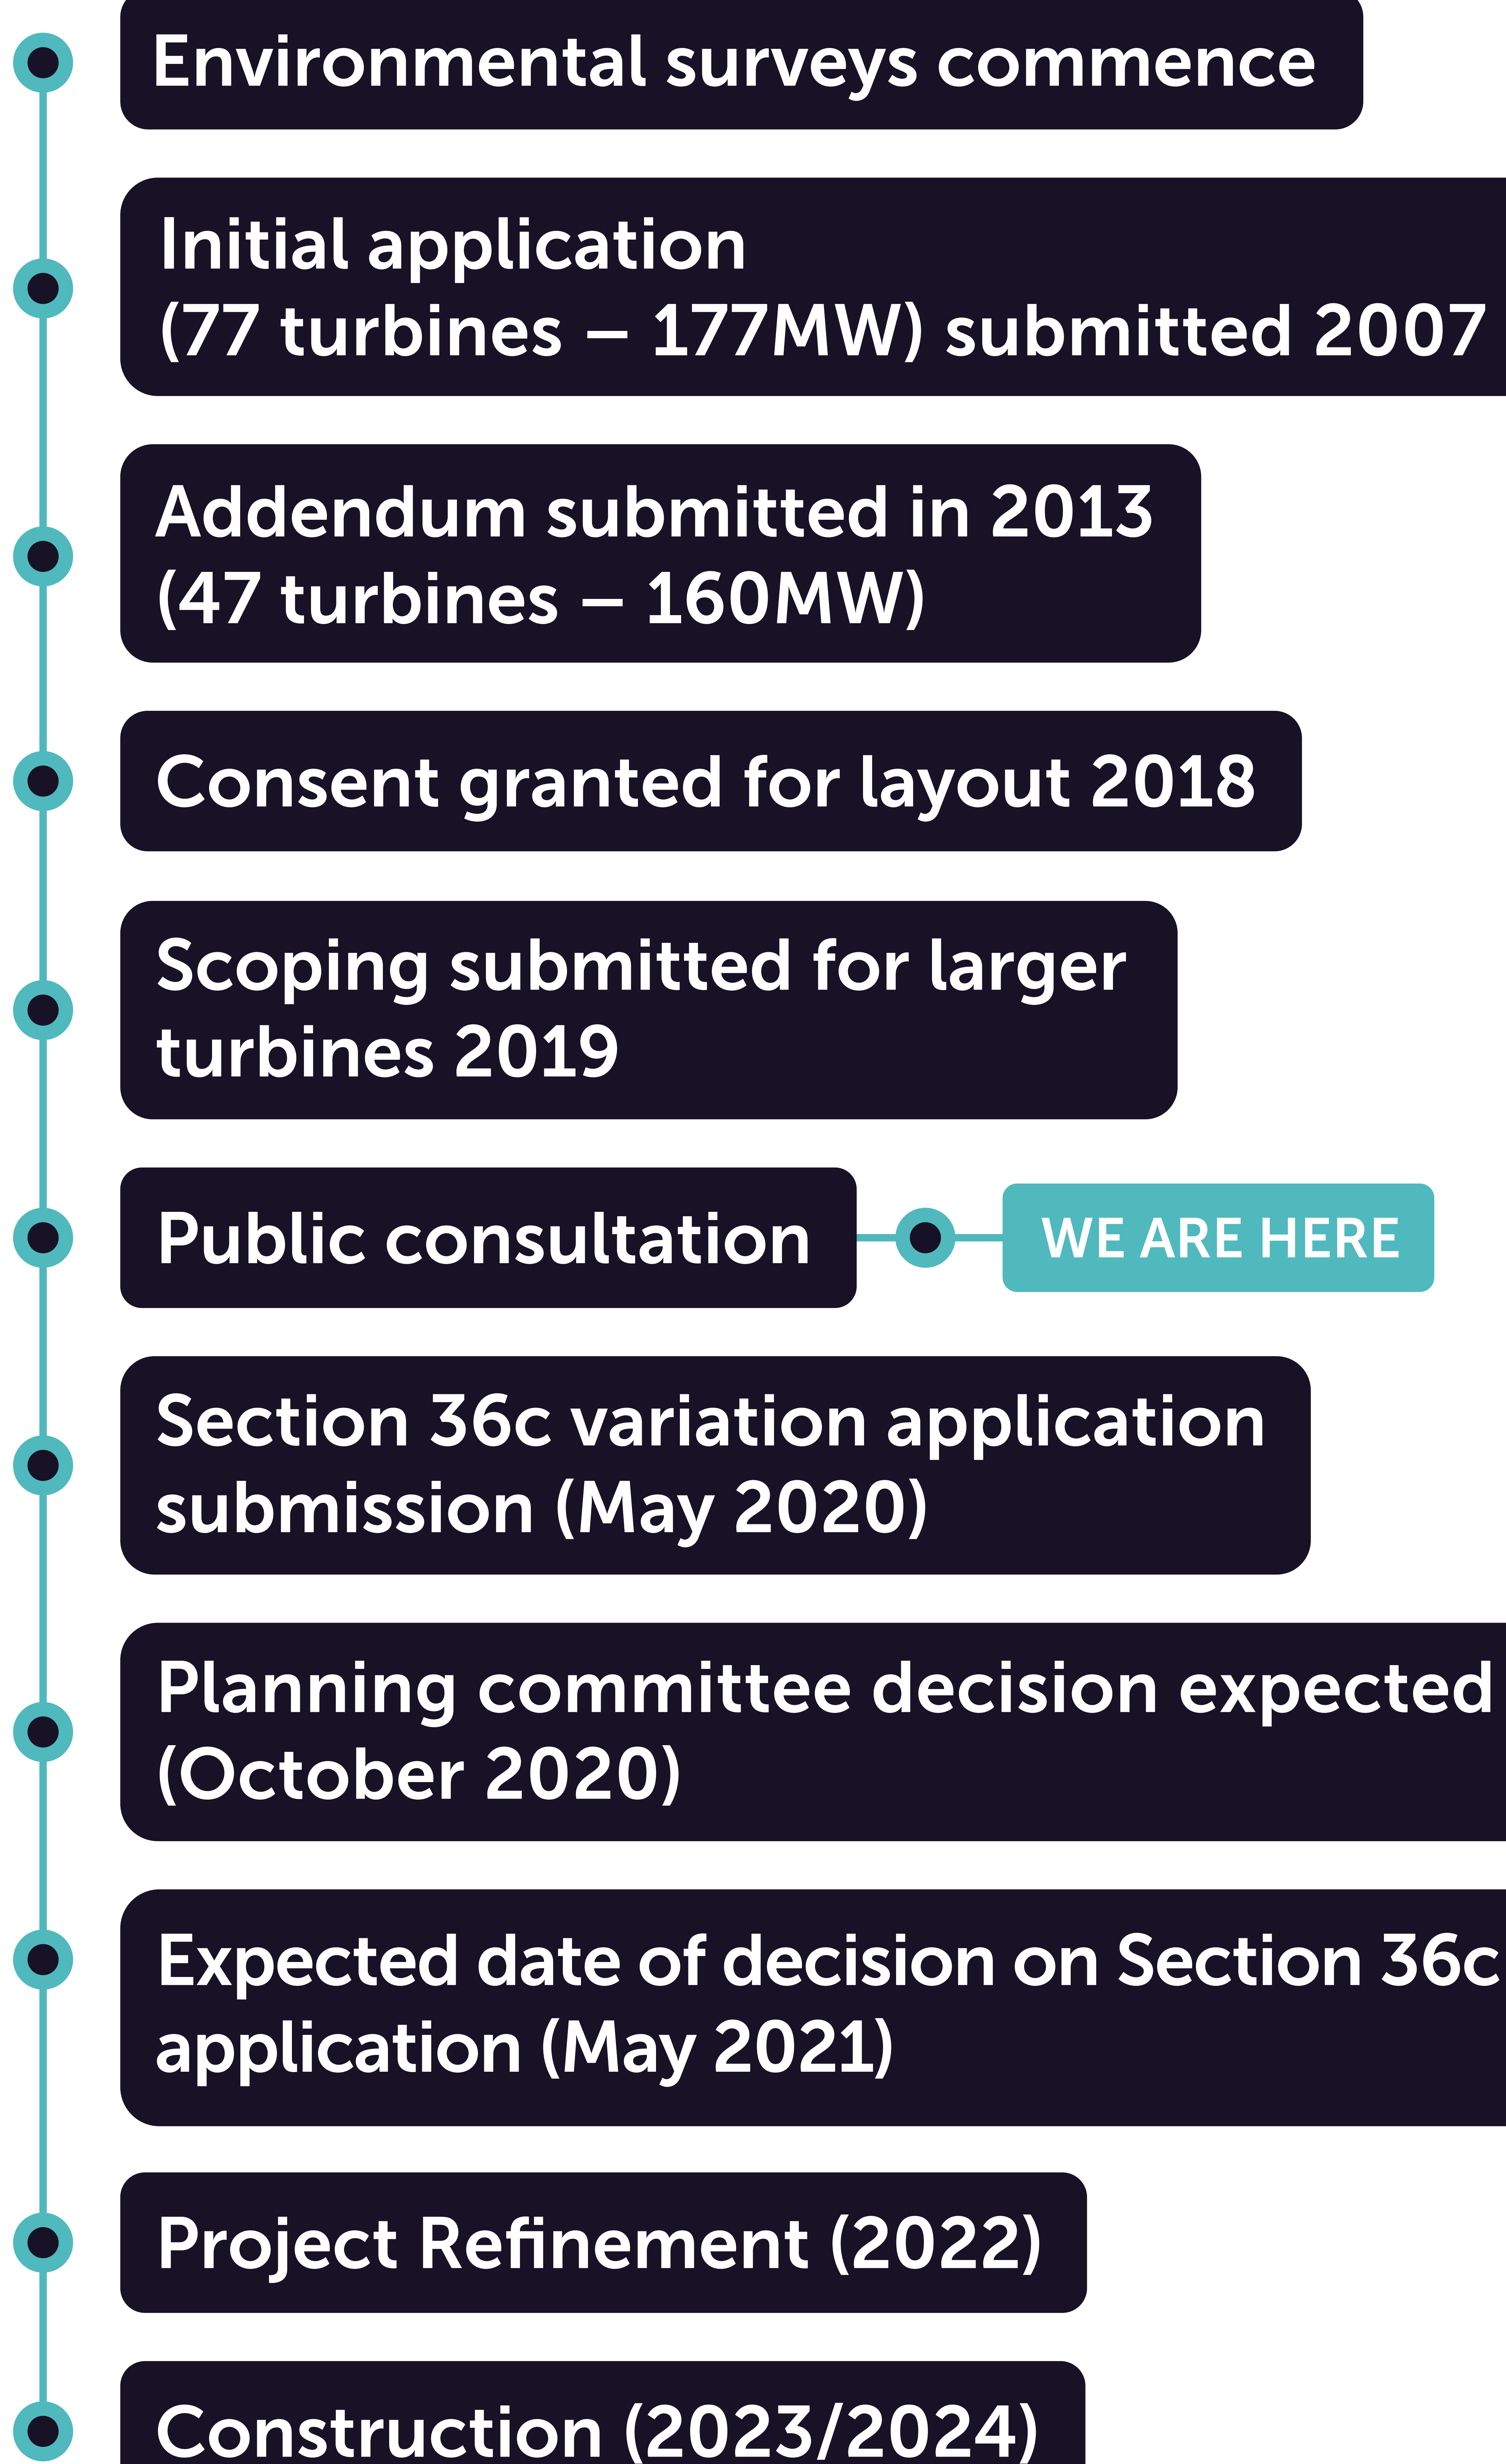 Environmental surveys commence
Initial application
(77 turbines – 177MW) submitted 2007
Addendum submitted in 2013
(47 turbines – 160MW)
Consent granted for layout 2018
Scoping submitted for larger
turbines 2019
Public consultation
WE ARE HERE
Section 36c variation application
submission (May 2020)
Planning committee decision expected
(October 2020)
Expected date of decision on Section 36c
application (May 2021)
Project Refinement (2022)
Construction (2023/2024)